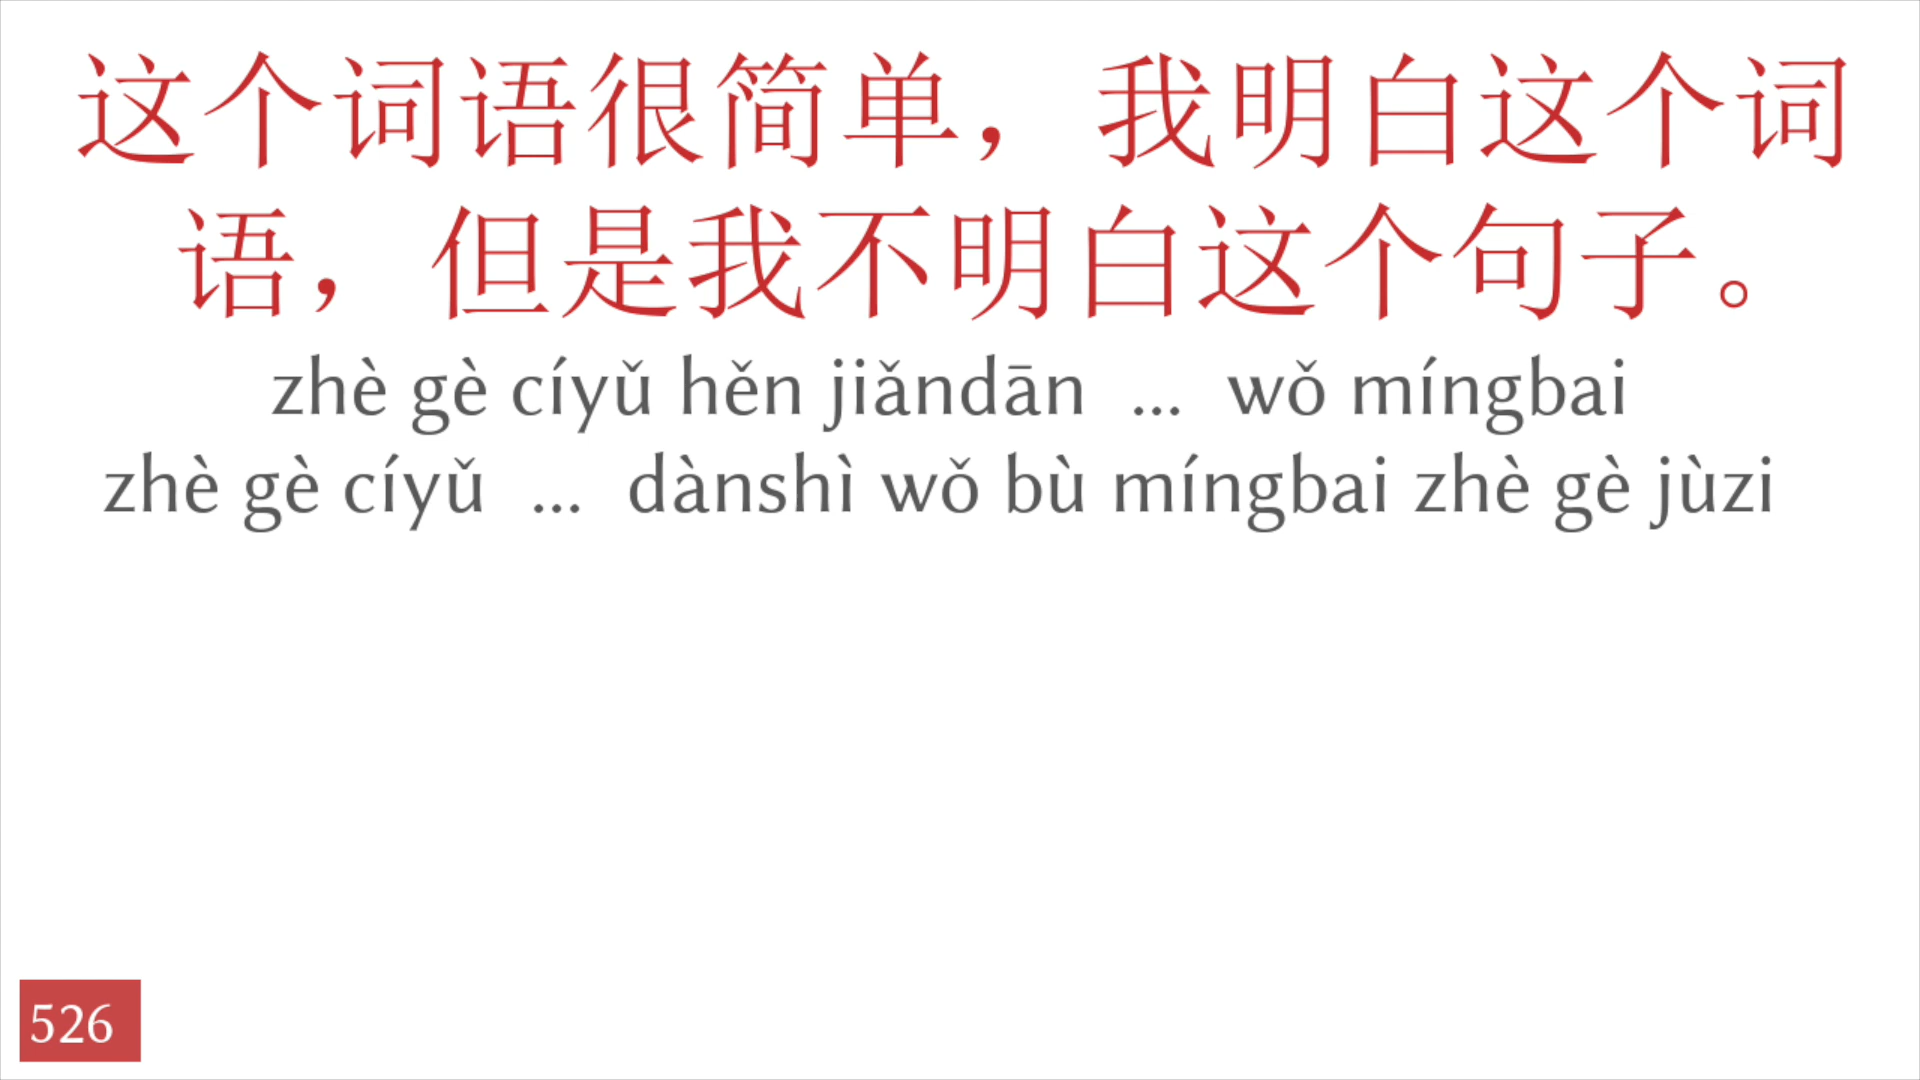 这个词语很简单，我明白这个词
语，但是我不明白这个句子。
zhè gè cíyǔ hěn jiǎndān ... wǒ míngbai
zhè gè cíyǔ ... dànshì wǒ bù míngbai zhè gè jùzi
526